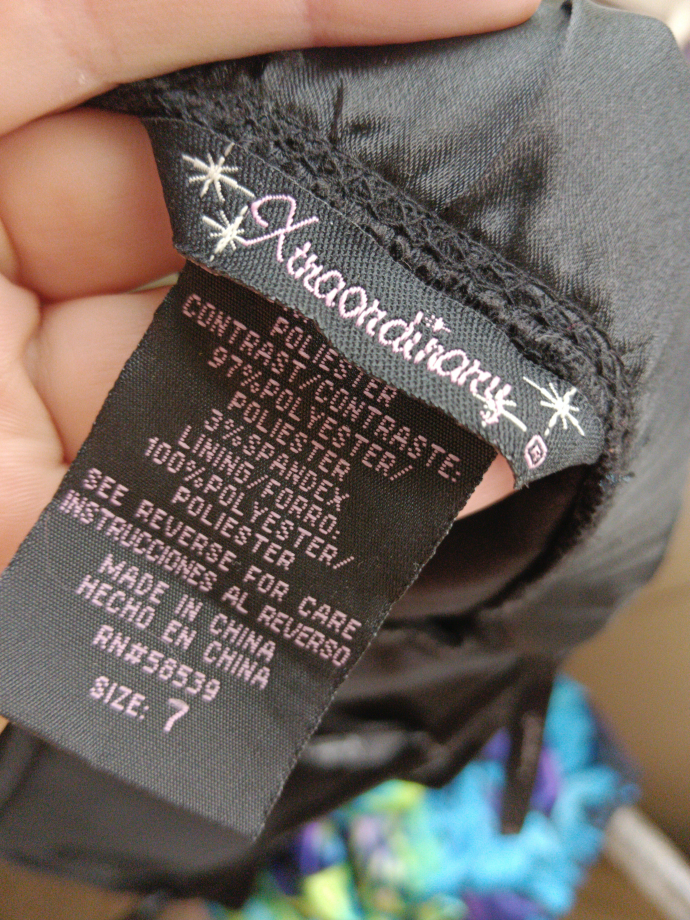 Xtraordinary ®
POLIESTER
CONTRAST/CONTRASTE:
97%POLYESTER/
POLIESTER
3%SPANDEX
LINING/FORRO:
100%POLYESTER/
POLIESTER
SEE REVERSE FOR CARE
INSTRUCCIONES AL REVERSO
MADE IN CHINA
HECHO EN CHINA
RN#58539
SIZE: 7